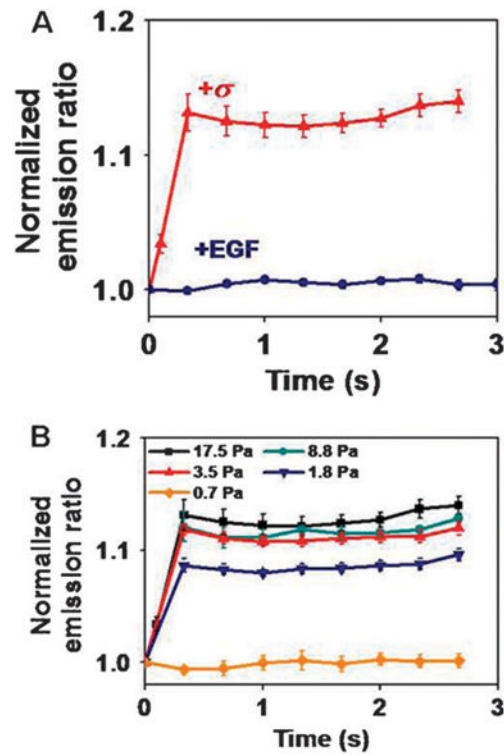 A
1.2
+σ
1.1
+EGF
1.0
0 1 2 3
Time (s)
Normalized
emission ratio
B
1.2
17.5 Pa 8.8 Pa
3.5 Pa 1.8 Pa
0.7 Pa
1.1
1.0
0 1 2 3
Time (s)
Normalized
emission ratio